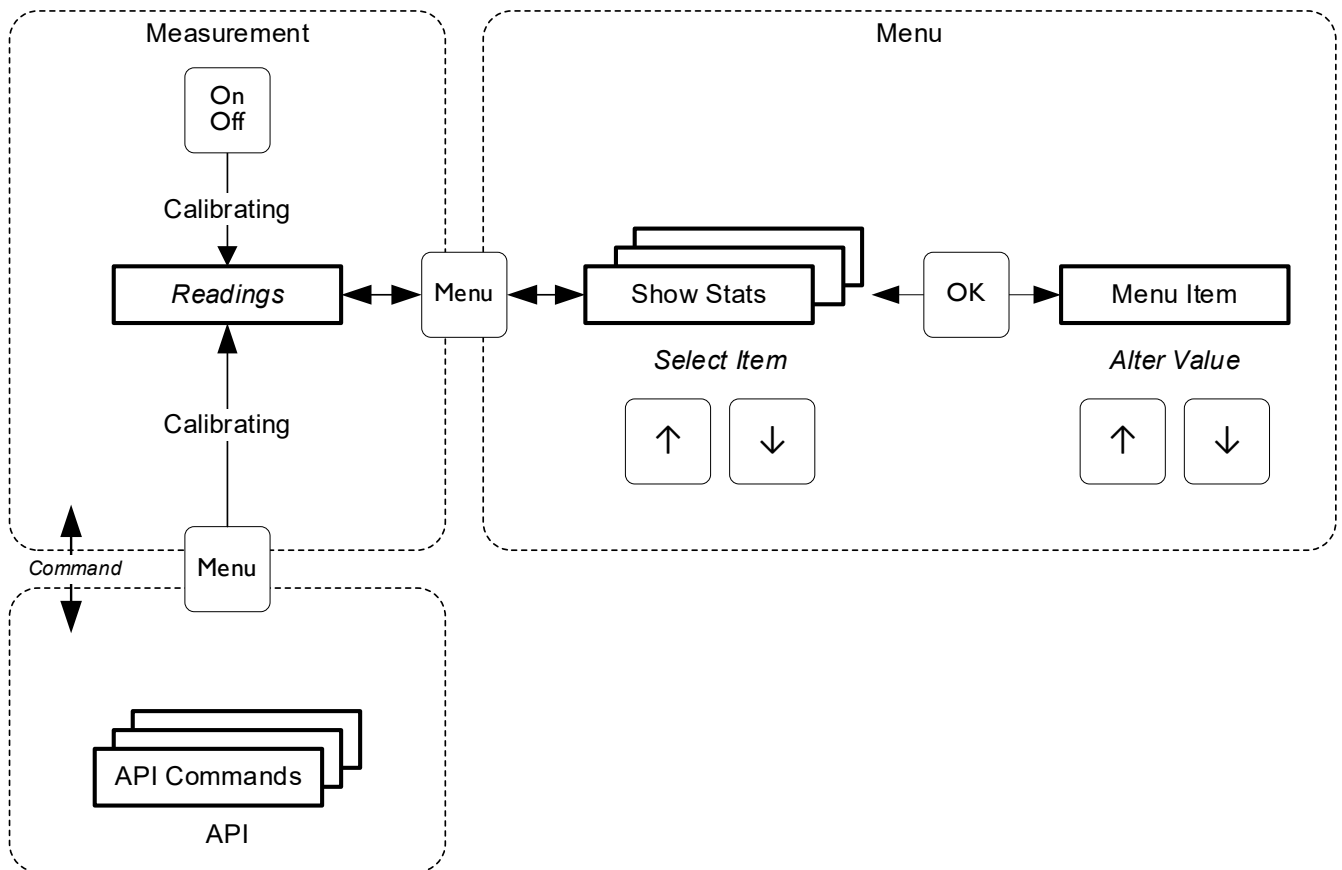 Measurement
Menu
On
Off
Calibrating
Readings
Menu
Show Stats
OK
Menu Item
Select Item
Alter Value
↑
↓
↑
↓
Calibrating
Command
Menu
API Commands
API